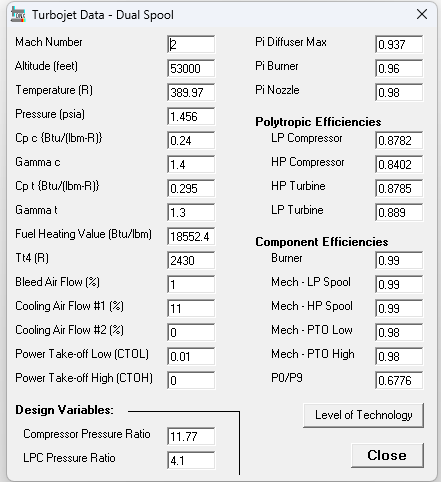 Turbojet Data - Dual Spool
Mach Number 2
Altitude (feet) 53000
Temperature (R) 389.97
Pressure (psia) 1.456
Cp c {Btu/(lbm-R)} 0.24
Gamma c 1.4
Cp t {Btu/(lbm-R)} 0.295
Gamma t 1.3
Fuel Heating Value (Btu/lbm) 18552.4
Tt4 (R) 2430
Bleed Air Flow (%) 1
Cooling Air Flow #1 (%) 11
Cooling Air Flow #2 (%) 0
Power Take-off Low (CTOL) 0.01
Power Take-off High (CTOH) 0
Design Variables:
Compressor Pressure Ratio 11.77
LPC Pressure Ratio 4.1
Pi Diffuser Max 0.937
Pi Burner 0.96
Pi Nozzle 0.98
Polytropic Efficiencies
LP Compressor 0.8782
HP Compressor 0.8402
HP Turbine 0.8785
LP Turbine 0.889
Component Efficiencies
Burner 0.99
Mech - LP Spool 0.99
Mech - HP Spool 0.99
Mech - PTO Low 0.98
Mech - PTO High 0.98
P0/P9 0.6776
Level of Technology
Close